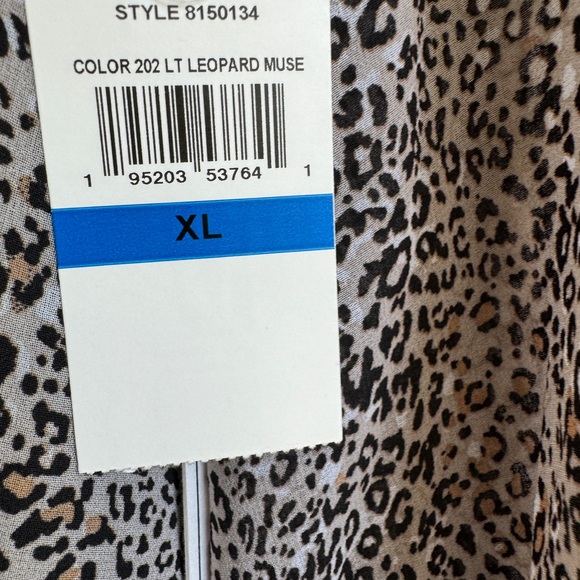 STYLE 8150134
COLOR 202 LT LEOPARD MUSE
1 95203 53764 1
XL